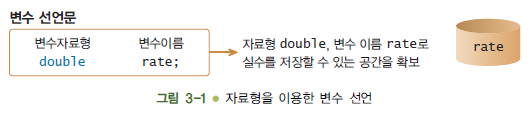 변수 선언문
변수자료형 변수이름
double rate;
자료형 double, 변수 이름 rate로
실수를 저장할 수 있는 공간을 확보
rate
그림 3-1 ● 자료형을 이용한 변수 선언